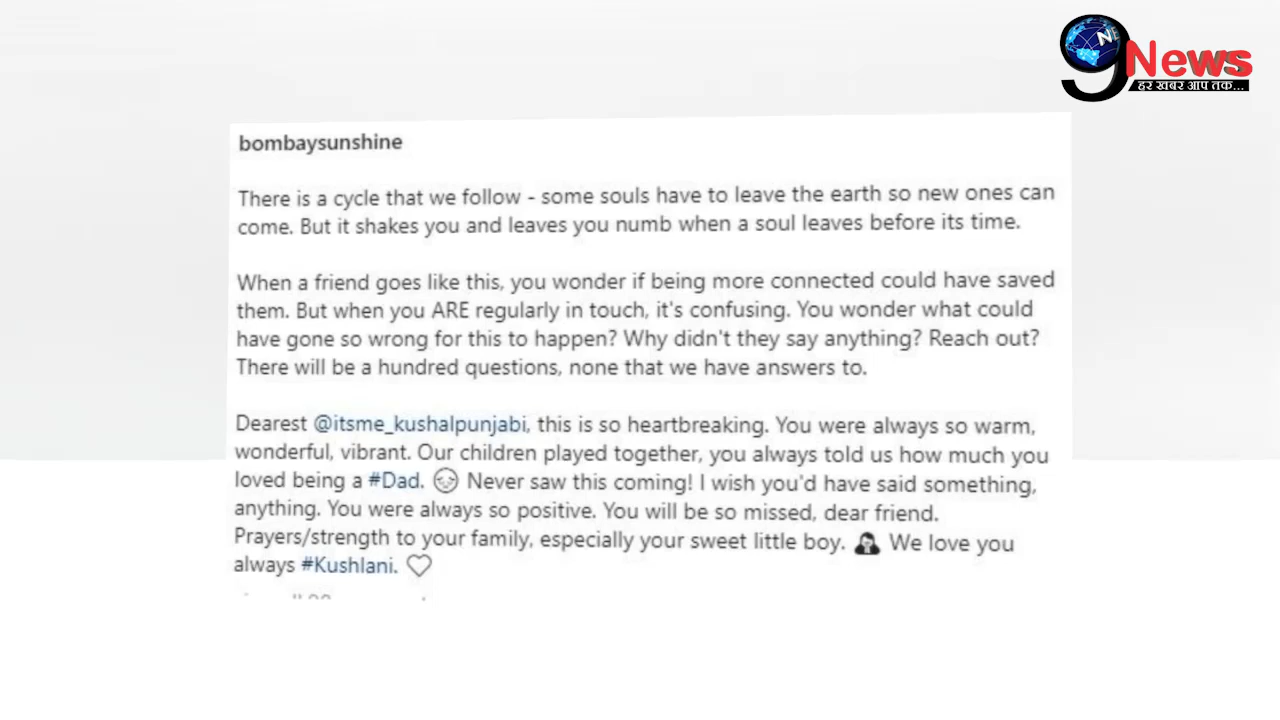 9 News
हर खबर आप तक...
bombaysunshine
There is a cycle that we follow - some souls have to leave the earth so new ones can
come. But it shakes you and leaves you numb when a soul leaves before its time.
When a friend goes like this, you wonder if being more connected could have saved
them. But when you ARE regularly in touch, it's confusing. You wonder what could
have gone so wrong for this to happen? Why didn't they say anything? Reach out?
There will be a hundred questions, none that we have answers to.
Dearest @itsme_kushalpunjabi, this is so heartbreaking. You were always so warm,
wonderful, vibrant. Our children played together, you always told us how much you
loved being a #Dad. Never saw this coming! I wish you'd have said something,
anything. You were always so positive. You will be so missed, dear friend.
Prayers/strength to your family, especially your sweet little boy. We love you
always #Kushlani.